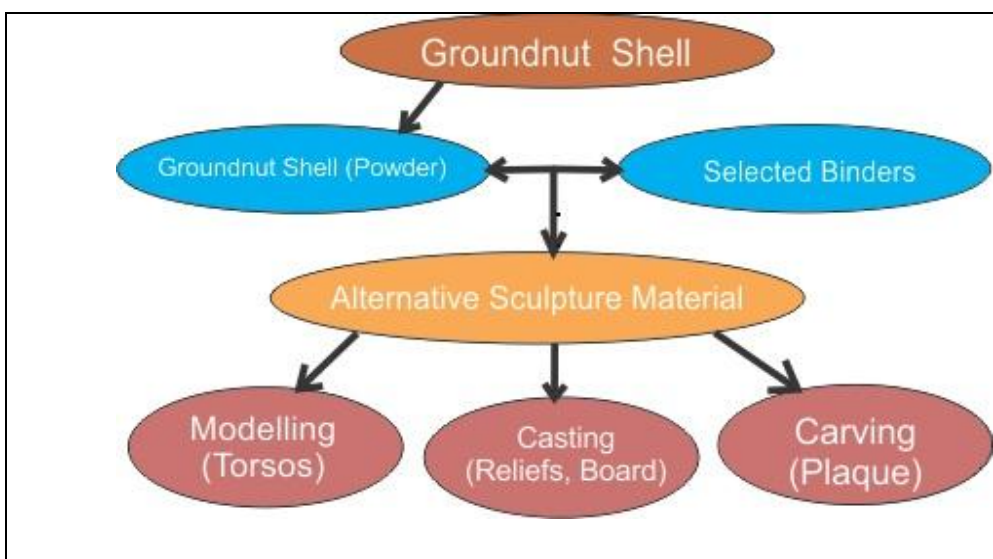 Groundnut Shell
Groundnut Shell (Powder)
Selected Binders
Alternative Sculpture Material
Modelling
(Torsos)
Casting
(Reliefs, Board)
Carving
(Plaque)